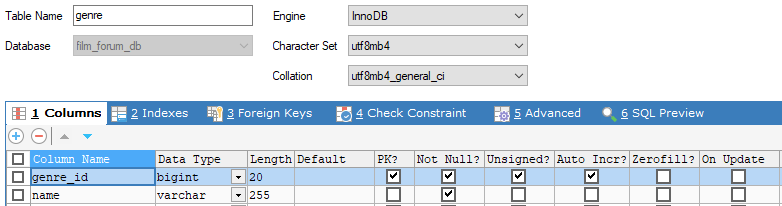 Table Name genre Engine InnoDB
Database film_forum_db Character Set utf8mb4
Collation utf8mb4_general_ci
1 Columns 2 Indexes 3 Foreign Keys 4 Check Constraint 5 Advanced 6 SQL Preview
Column Name Data Type Length Default PK? Not Null? Unsigned? Auto Incr? Zerofill? On Update
genre_id bigint 20
name varchar 255